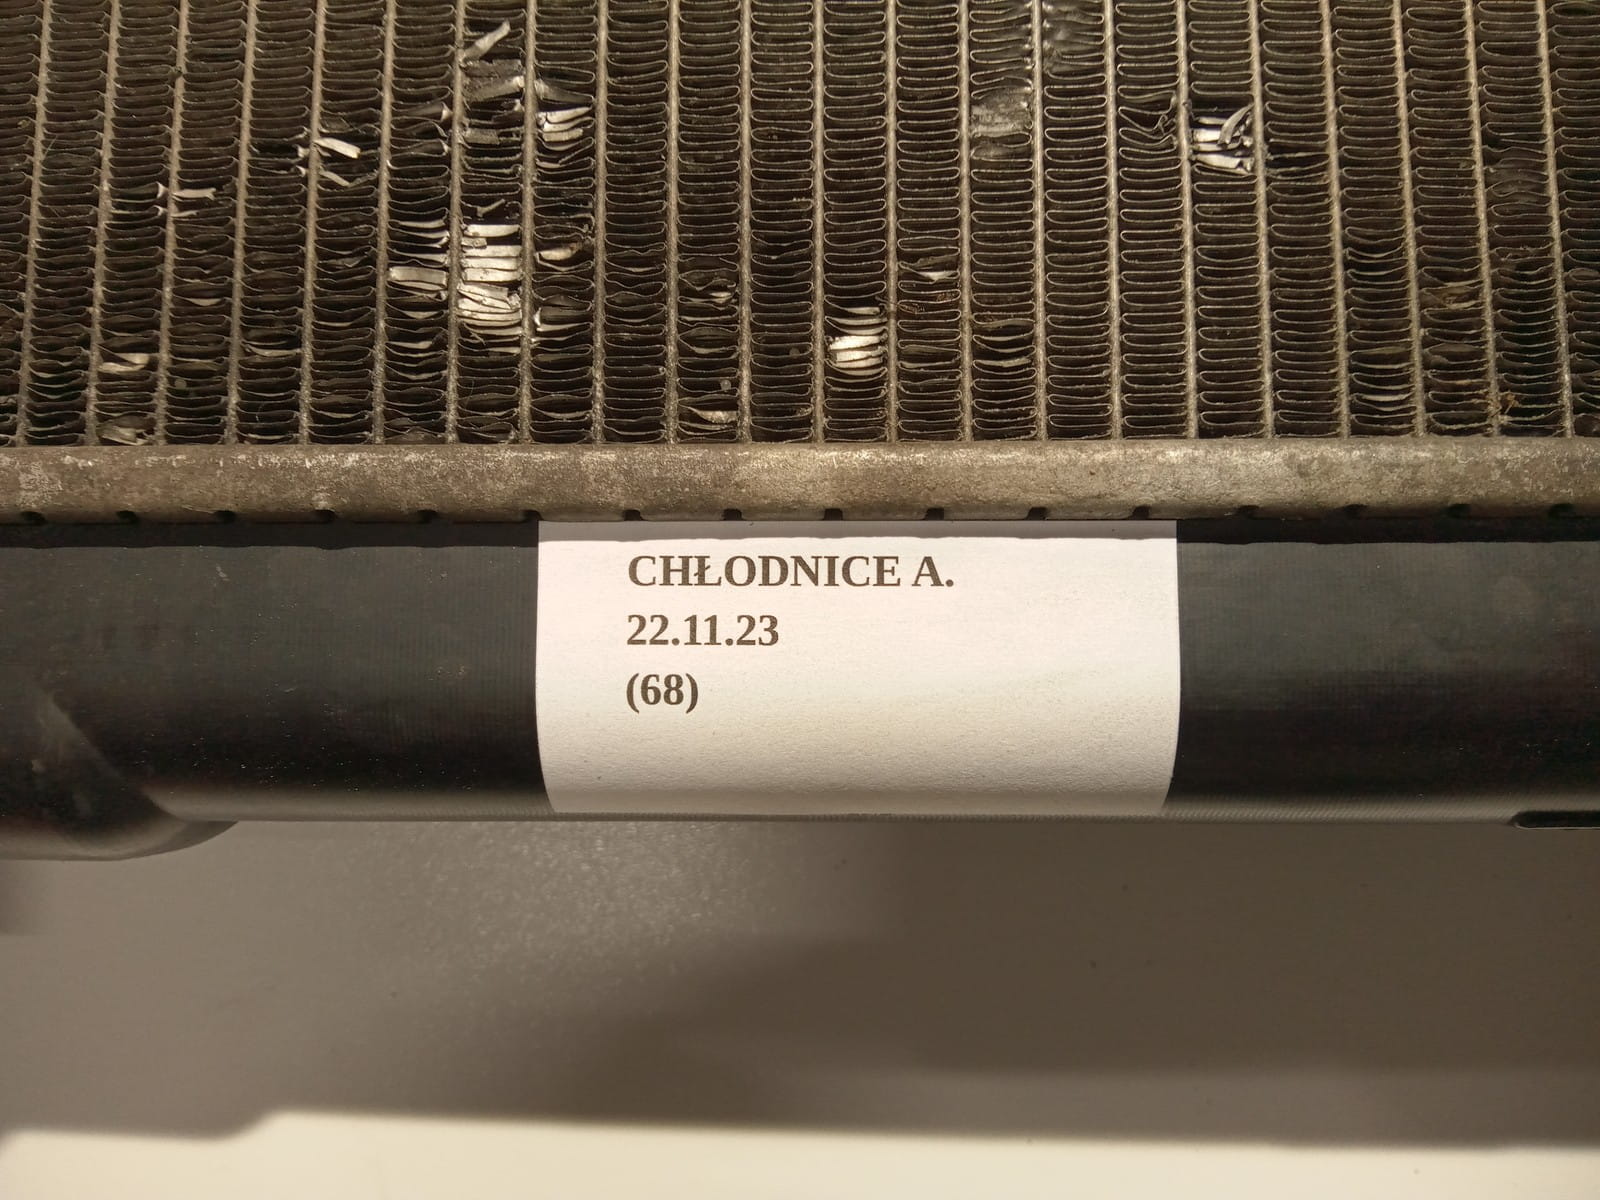 CHŁODNICE A.
22.11.23
(68)